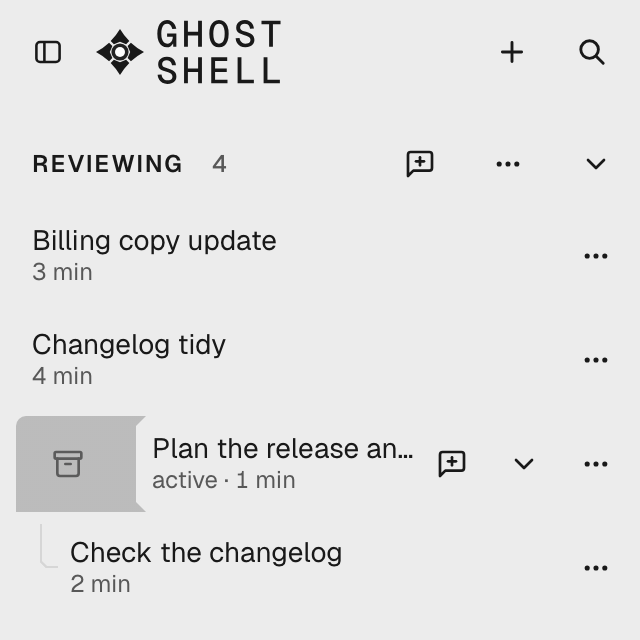 GHOST
SHELL
REVIEWING 4
Billing copy update
3 min
Changelog tidy
4 min
Plan the release an...
active · 1 min
Check the changelog
2 min